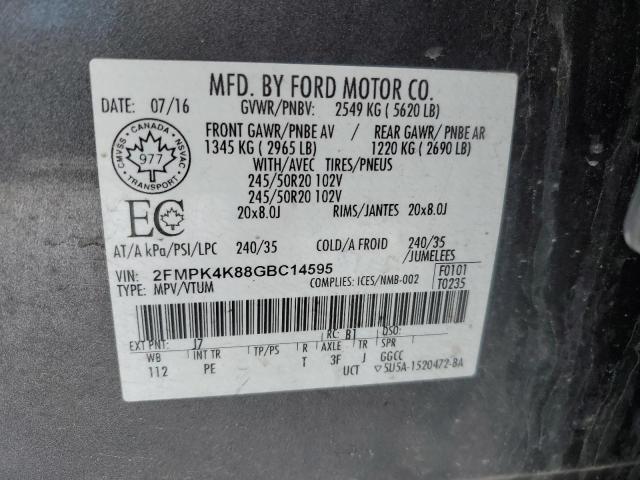 MFD. BY FORD MOTOR CO.
DATE: 07/16 GVWR/PNBV: 2549 KG ( 5620 LB)
FRONT GAWR/PNBE AV REAR GAWR/ PNBE AR
1345 KG ( 2965 LB) 1220 KG ( 2690 LB)
WITH/AVEC TIRES/PNEUS
245/50R20 102V
245/50R20 102V
20x8.0J RIMS/JANTES 20x8.0J
CMVSS CANADA NSVAC
977
TRANSPORT
EC
AT/A kPa/PSI/LPC 240/35 COLD/A FROID 240/35
/JUMELEES
VIN: 2FMPK4K88GBC14595 F0101
TYPE: MPV/VTUM COMPLIES: ICES/NMB-002 T0235
EXT PNT: J7 RC: B1 DSO:
WB INT TR TP/PS R AXLE TR SPR
112 PE T 3F J GGCC
UCT 5U5A-1520472-BA